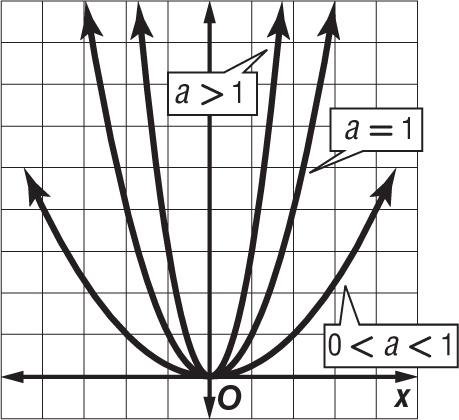 a > 1
a = 1
0 < a < 1
O
x